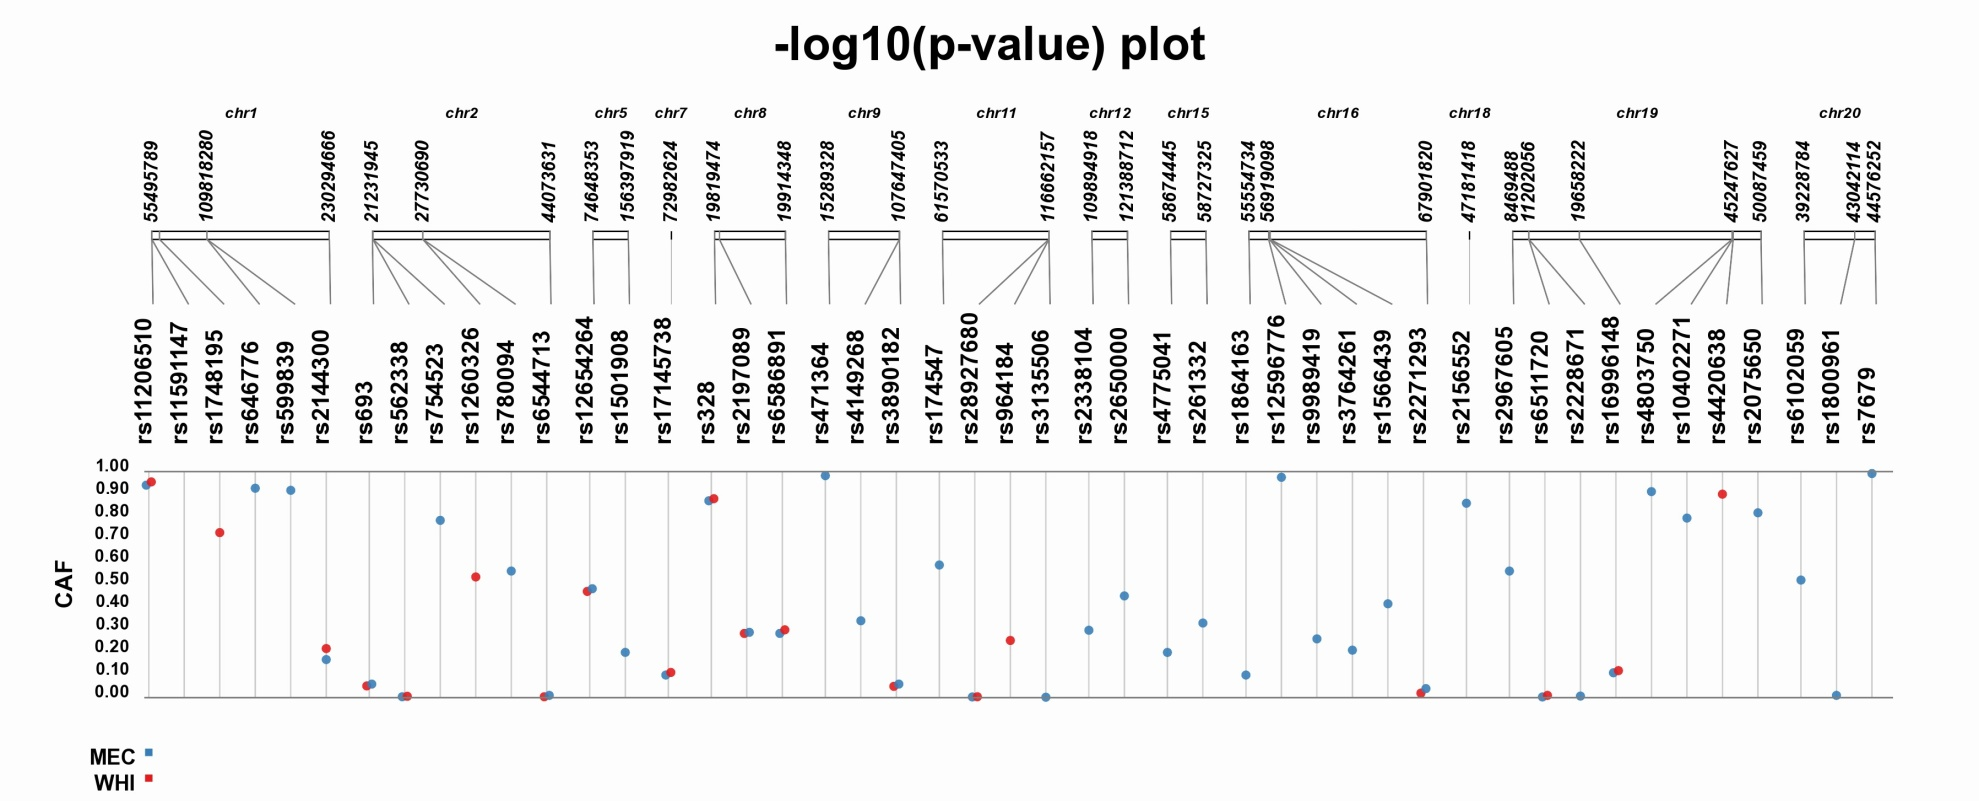 -log10(p-value) plot
chr1 chr2 chr5 chr7 chr8 chr9 chr11 chr12 chr15 chr16 chr18 chr19 chr20
55495789 109818280 230294666 21231945 27730690 44073631 74648353 156397919 72982624 19819474 19914348 15289328 107647405 61570533 116662157 109894918 121388712 58674445 58727325 55554734 56919098 67901820 47181418 8469488 11202056 19658222 45247627 50087459 39228784 43042114 44576252
rs11206510 rs11591147 rs1748195 rs646776 rs599839 rs2144300 rs693 rs562338 rs754523 rs1260326 rs780094 rs6544713 rs12654264 rs1501908 rs17145738 rs328 rs2197089 rs6586891 rs471364 rs4149268 rs3890182 rs174547 rs28927680 rs964184 rs3135506 rs2338104 rs2650000 rs4775041 rs261332 rs1864163 rs12596776 rs9989419 rs3764261 rs1566439 rs2271293 rs2156552 rs2967605 rs6511720 rs2228671 rs16996148 rs4803750 rs10402271 rs4420638 rs2075650 rs6102059 rs1800961 rs7679
CAF
1.00
0.90
0.80
0.70
0.60
0.50
0.40
0.30
0.20
0.10
0.00
MEC
WHI